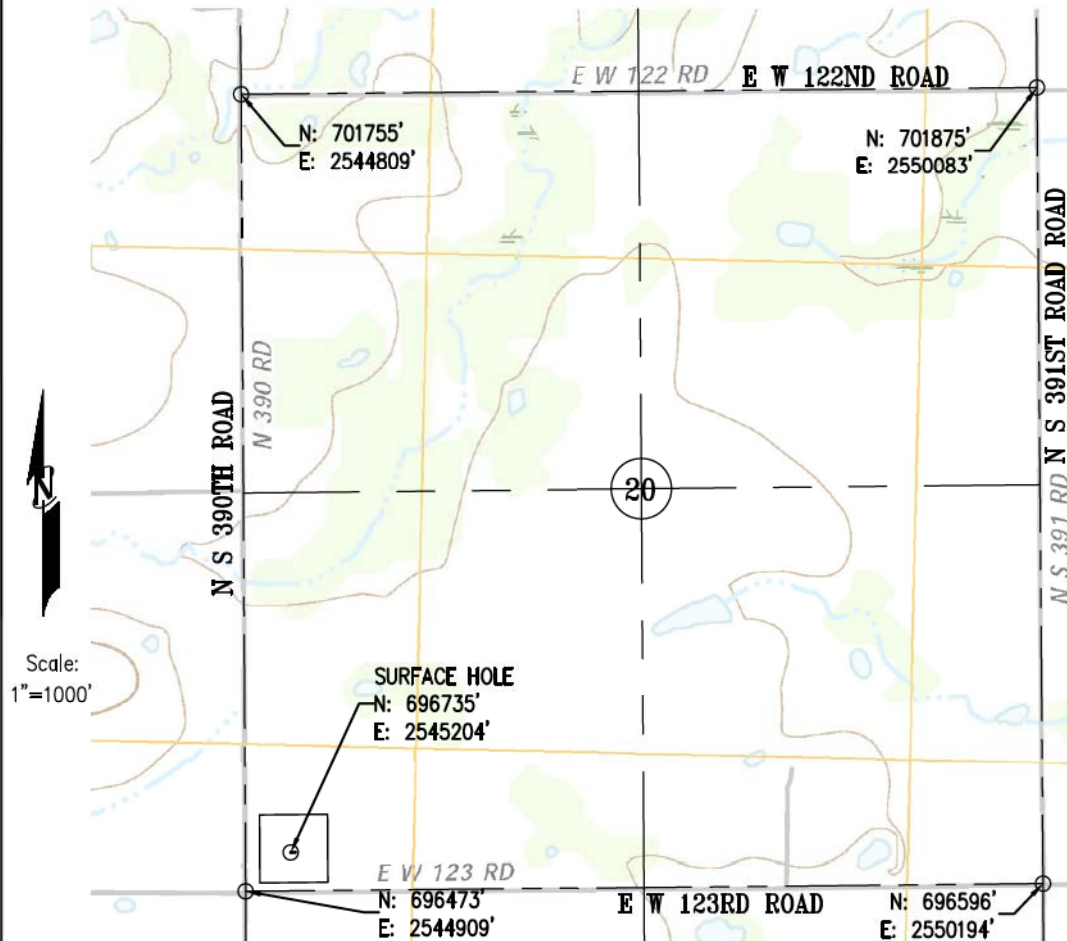 E W 122 RD
E W 122ND ROAD
N: 701755'
E: 2544809'
N: 701875'
E: 2550083'
N S 391ST ROAD ROAD
N 390 RD
N S 390TH ROAD
N
20
N S 391 RD
Scale:
1"=1000'
SURFACE HOLE
N: 696735'
E: 2545204'
E W 123 RD
N: 696473'
E: 2544909'
E W 123RD ROAD
N: 696596'
E: 2550194'